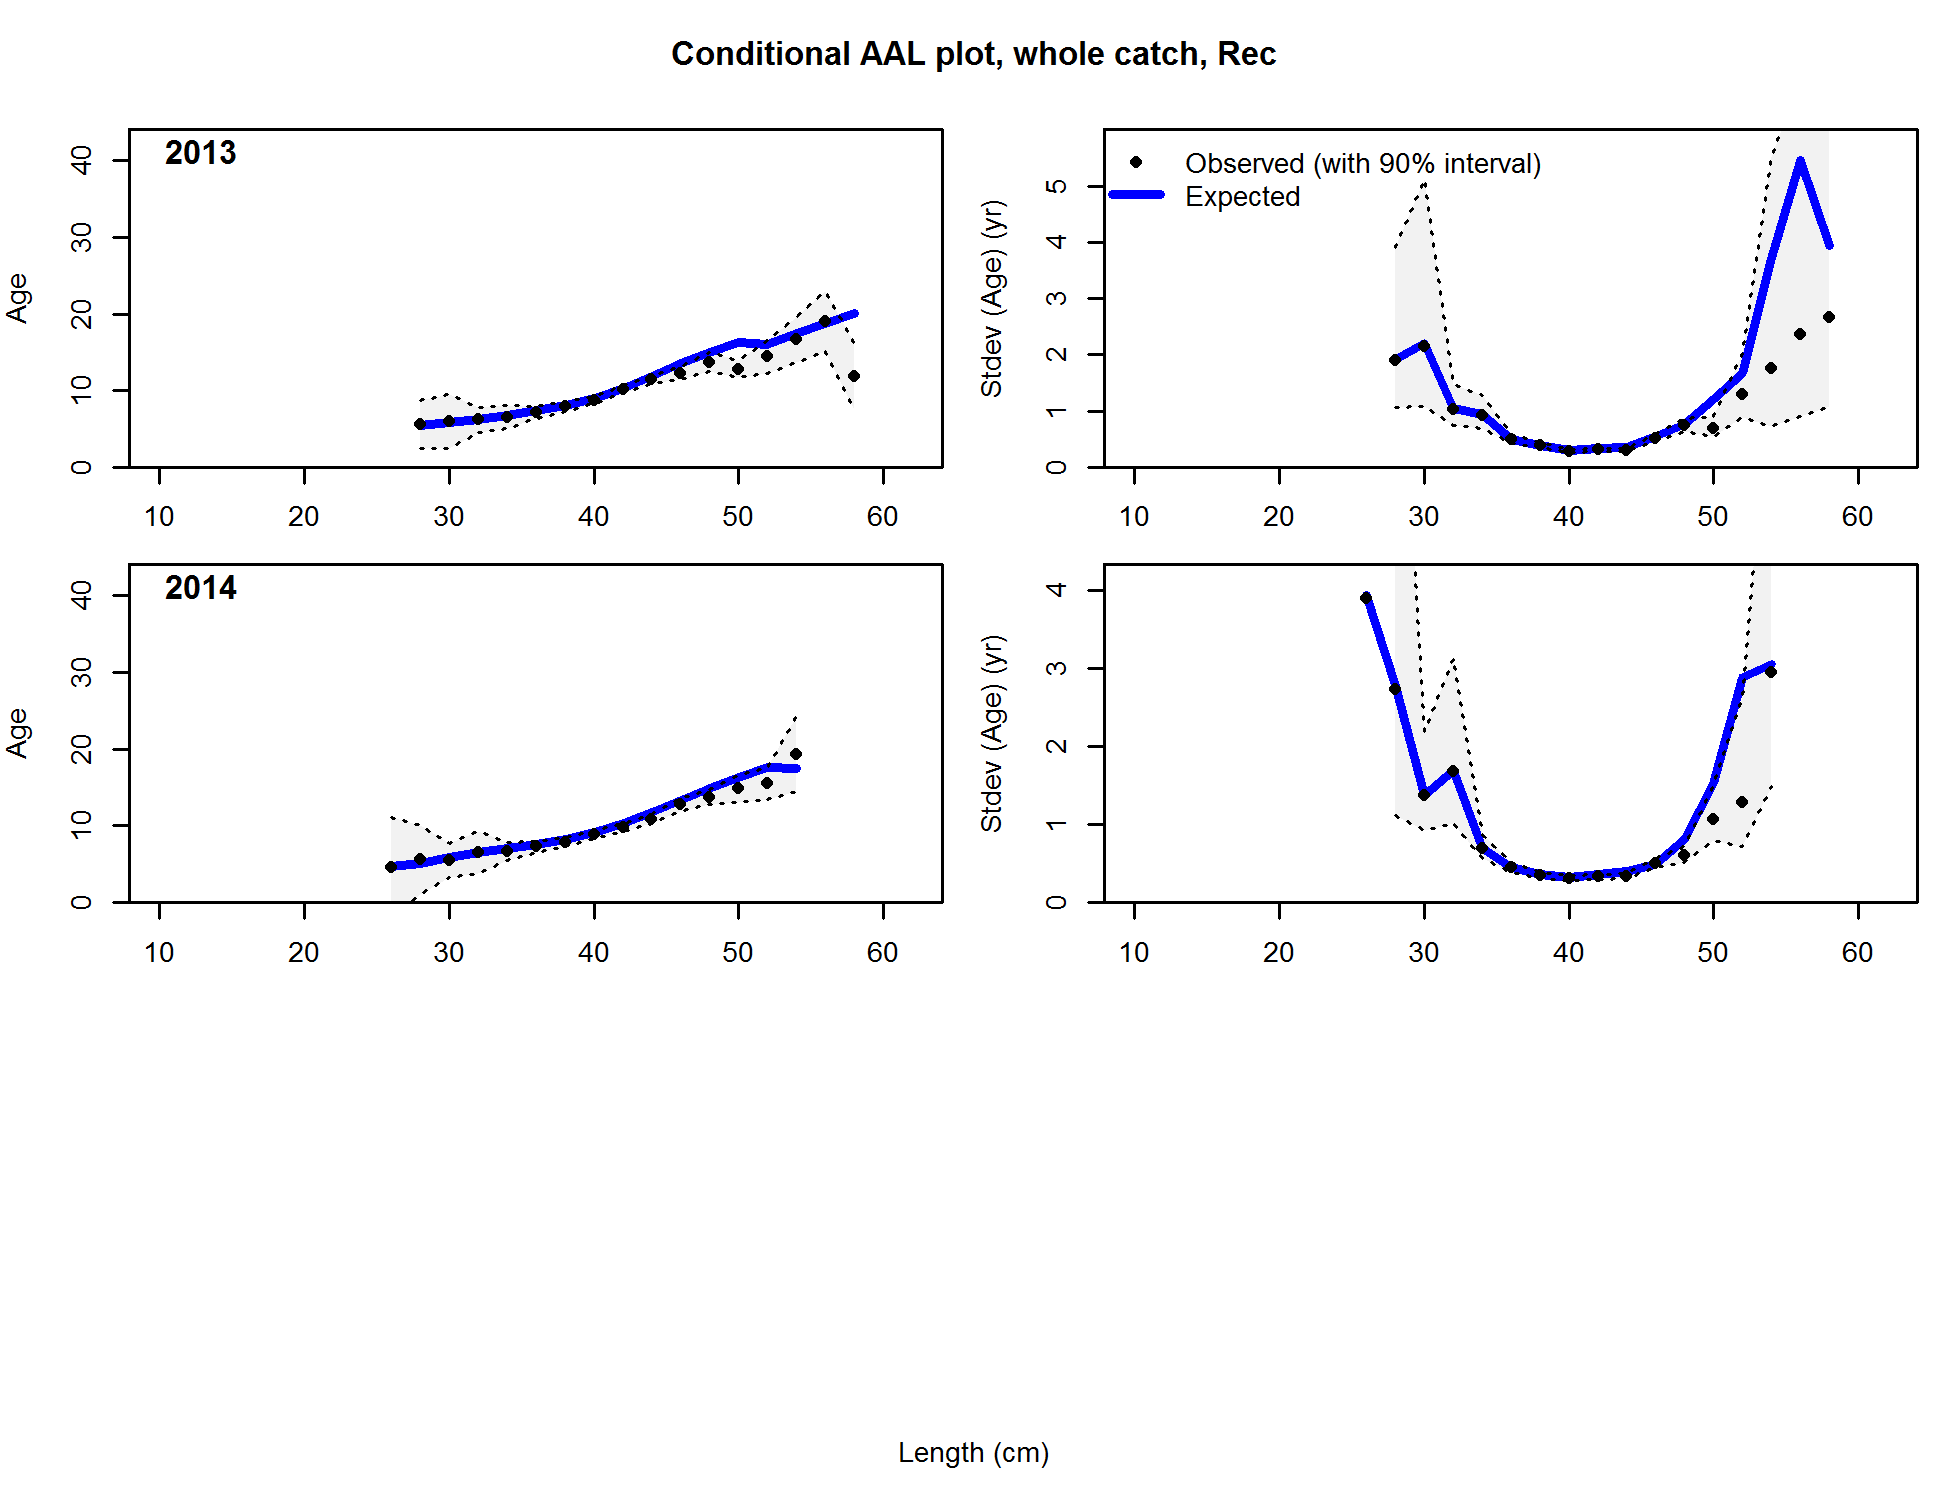 Conditional AAL plot, whole catch, Rec
2013
Age
0 10 20 30 40
10 20 30 40 50 60
Observed (with 90% interval)
Expected
Stdev (Age) (yr)
0 1 2 3 4 5
10 20 30 40 50 60
2014
Age
0 10 20 30 40
10 20 30 40 50 60
Stdev (Age) (yr)
0 1 2 3 4
10 20 30 40 50 60
Length (cm)